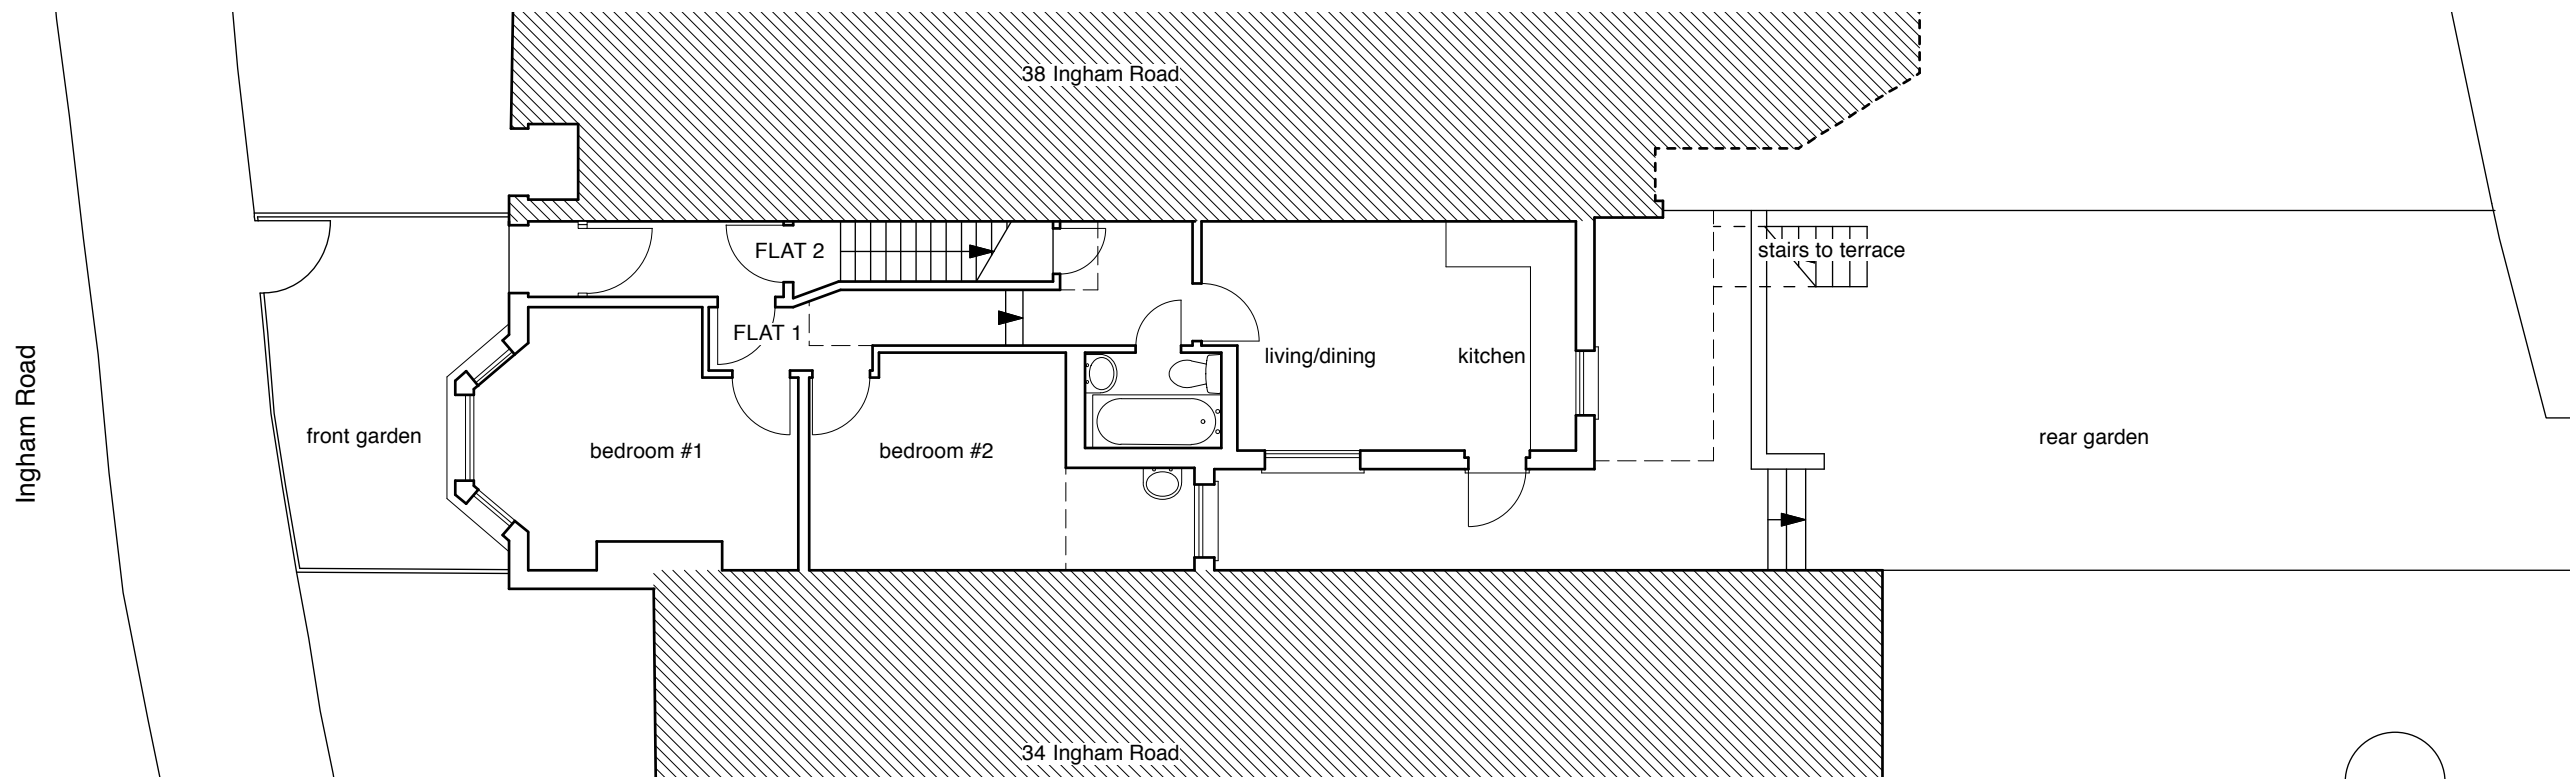 38 Ingham Road
FLAT 2
stairs to terrace
FLAT 1
living/dining
kitchen
Ingham Road
front garden
bedroom #1
bedroom #2
rear garden
34 Ingham Road